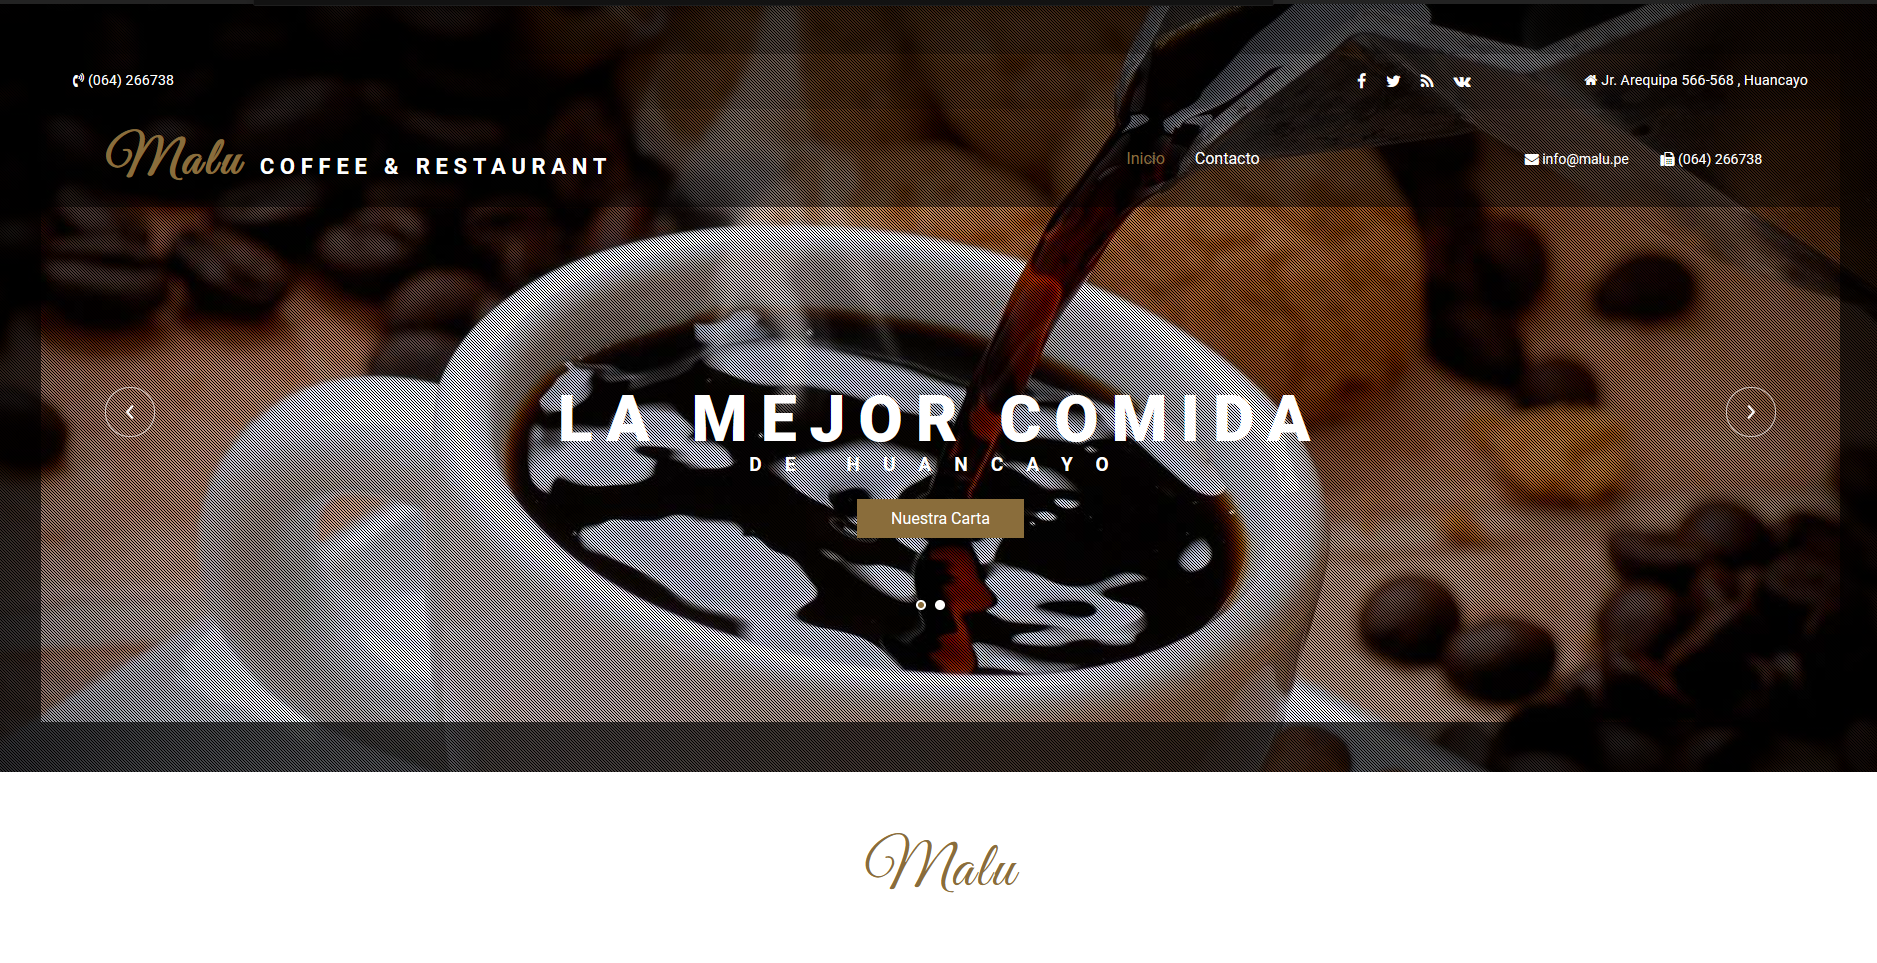 (064) 266738
Jr. Arequipa 566-568 , Huancayo
Malu COFFEE & RESTAURANT
Inicio
Contacto
info@malu.pe
(064) 266738
LA MEJOR COMIDA
DE HUANCAYO
Nuestra Carta
Malu